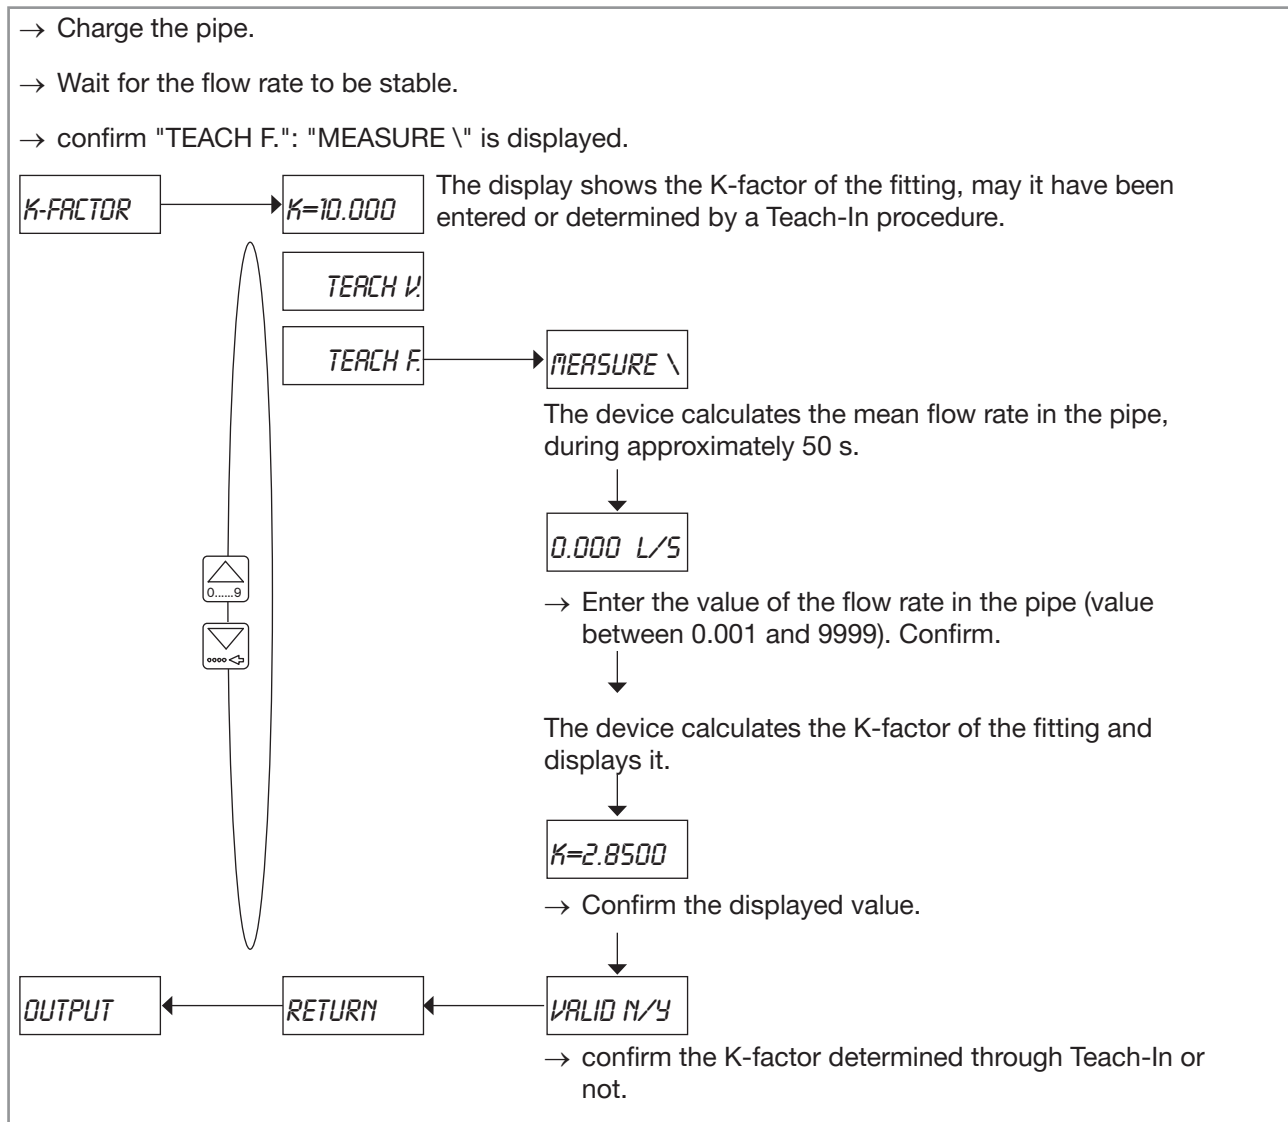 → Charge the pipe.
→ Wait for the flow rate to be stable.
→ confirm "TEACH F.": "MEASURE \" is displayed.
K-FACTOR
K=10.000
The display shows the K-factor of the fitting, may it have been
entered or determined by a Teach-In procedure.
TEACH V.
TEACH F.
MEASURE \
The device calculates the mean flow rate in the pipe,
during approximately 50 s.
0.000 L/S
0......9
→ Enter the value of the flow rate in the pipe (value
between 0.001 and 9999). Confirm.
The device calculates the K-factor of the fitting and
displays it.
K=2.8500
→ Confirm the displayed value.
OUTPUT
RETURN
VALID N/Y
→ confirm the K-factor determined through Teach-In or
not.